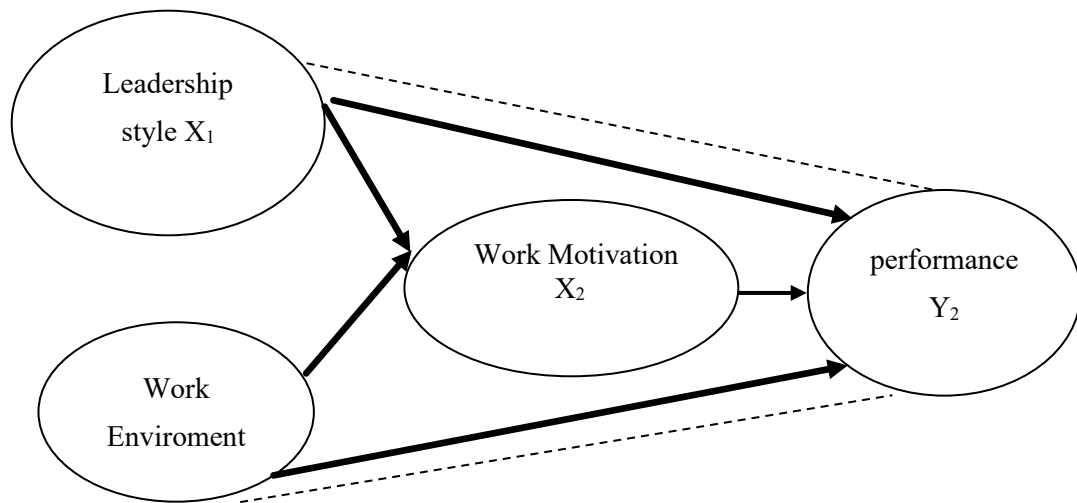 Leadership
style X₁
Work Motivation
X₂
performance
Y₂
Work
Enviroment